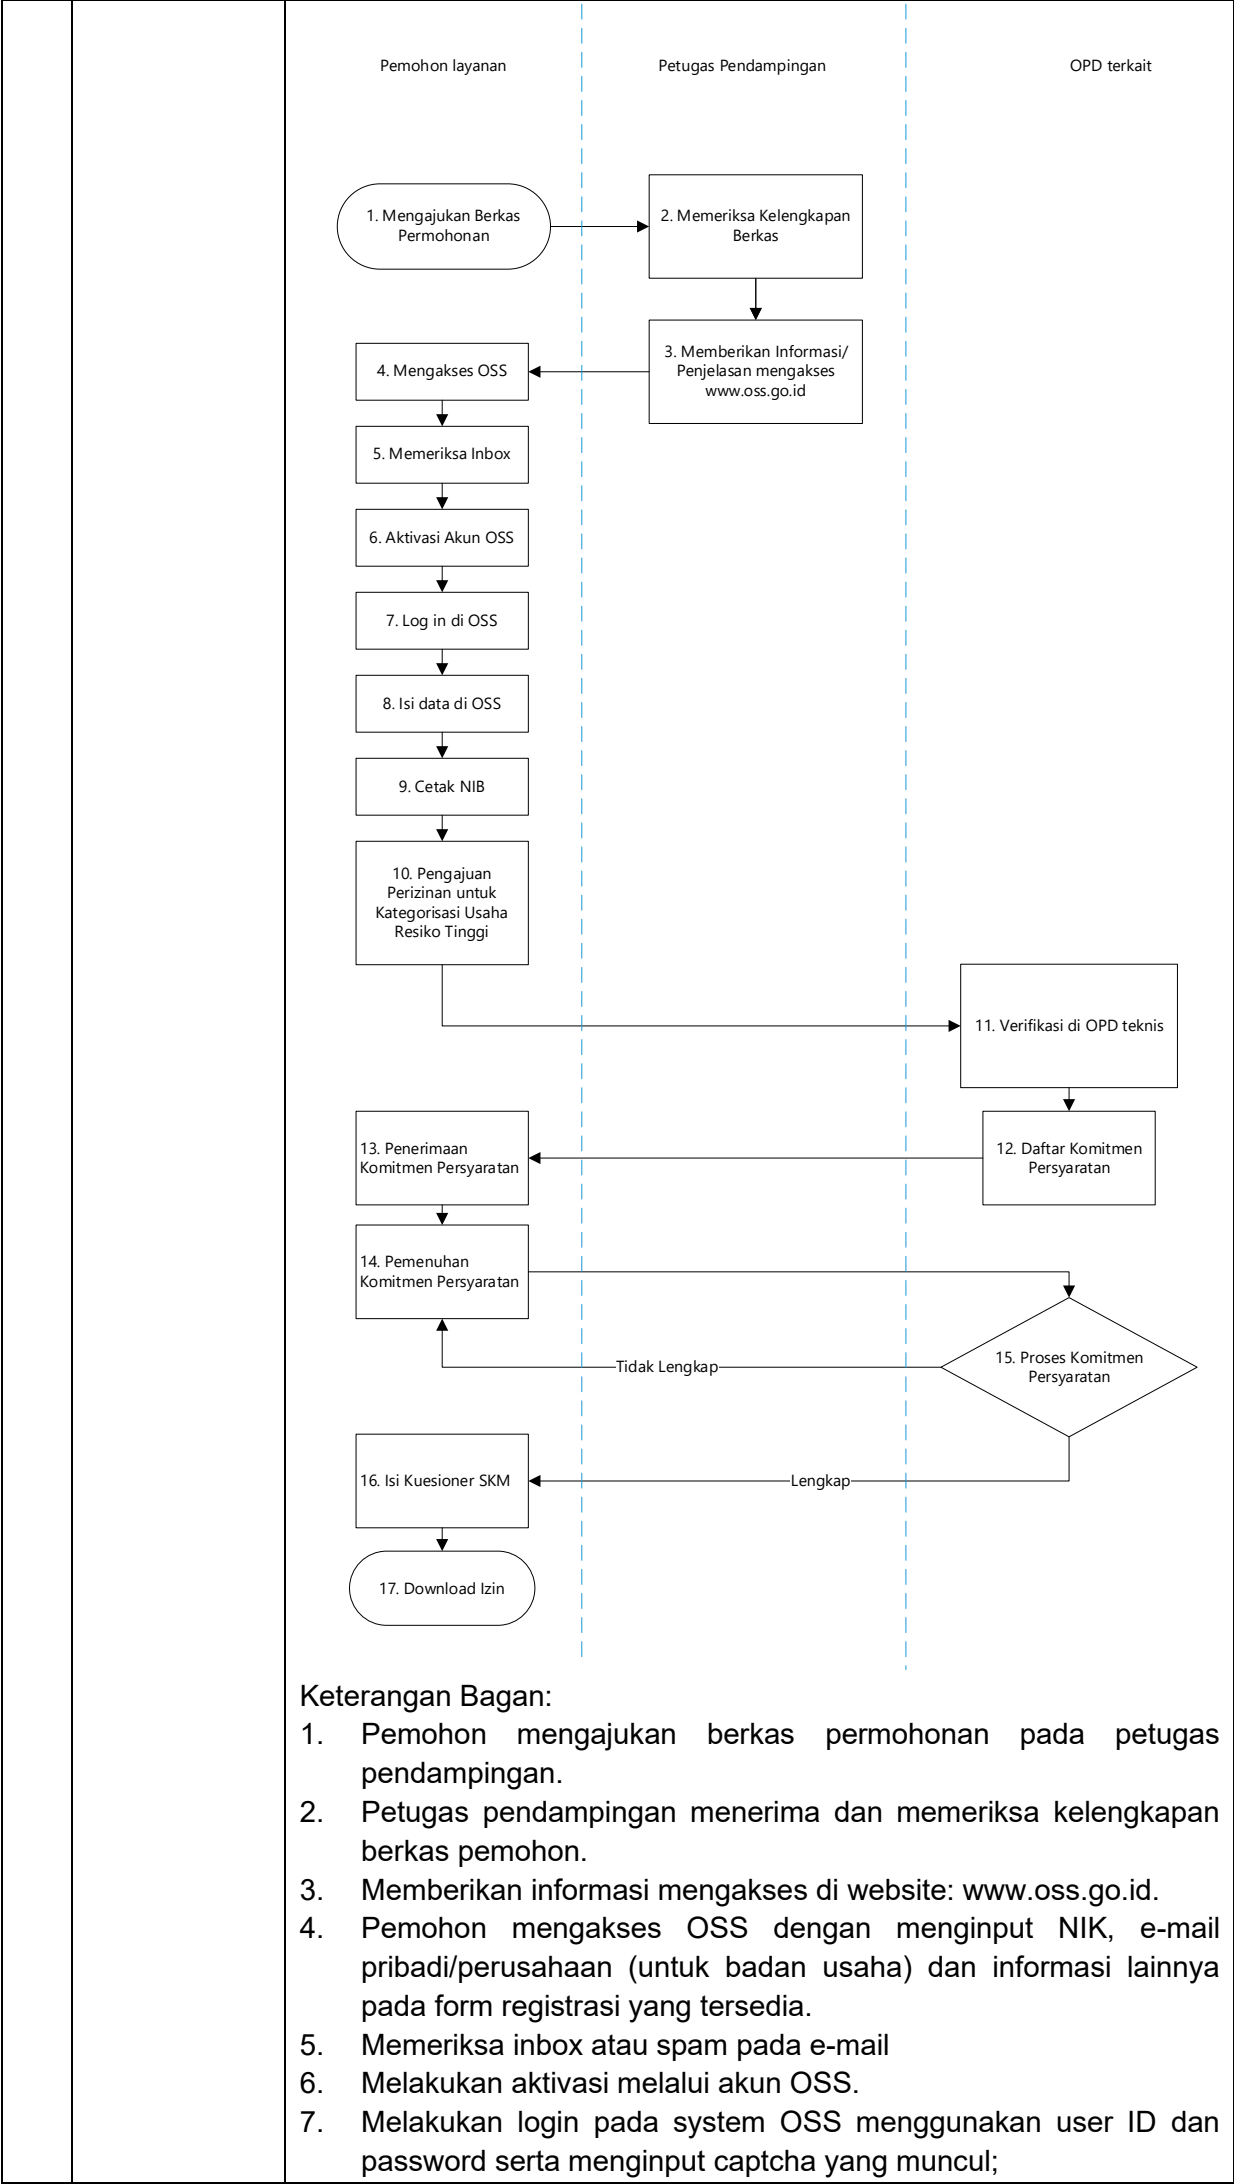 Pemohon layanan
Petugas Pendampingan
OPD terkait
1. Mengajukan Berkas
Permohonan
2. Memeriksa Kelengkapan
Berkas
3. Memberikan Informasi/
Penjelasan mengakses
www.oss.go.id
4. Mengakses OSS
5. Memeriksa Inbox
6. Aktivasi Akun OSS
7. Log in di OSS
8. Isi data di OSS
9. Cetak NIB
10. Pengajuan
Perizinan untuk
Kategorisasi Usaha
Resiko Tinggi
11. Verifikasi di OPD teknis
12. Daftar Komitmen
Persyaratan
13. Penerimaan
Komitmen Persyaratan
14. Pemenuhan
Komitmen Persyaratan
15. Proses Komitmen
Persyaratan
Tidak Lengkap
Lengkap
16. Isi Kuesioner SKM
17. Download Izin
Keterangan Bagan:
1. Pemohon mengajukan berkas permohonan pada petugas
pendampingan.
2. Petugas pendampingan menerima dan memeriksa kelengkapan
berkas pemohon.
3. Memberikan informasi mengakses di website: www.oss.go.id.
4. Pemohon mengakses OSS dengan menginput NIK, e-mail
pribadi/perusahaan (untuk badan usaha) dan informasi lainnya
pada form registrasi yang tersedia.
5. Memeriksa inbox atau spam pada e-mail
6. Melakukan aktivasi melalui akun OSS.
7. Melakukan login pada system OSS menggunakan user ID dan
password serta menginput captcha yang muncul;